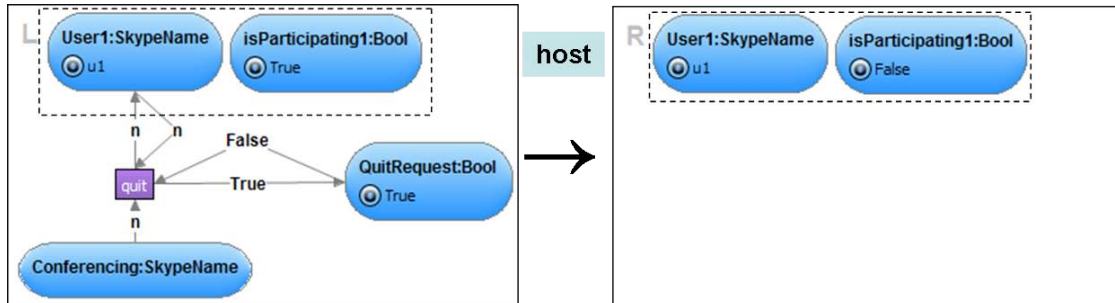 L
User1:SkypeName
u1
isParticipating1:Bool
True
n
n
False
quit
True
QuitRequest:Bool
True
n
Conferencing:SkypeName
host
R
User1:SkypeName
u1
isParticipating1:Bool
False